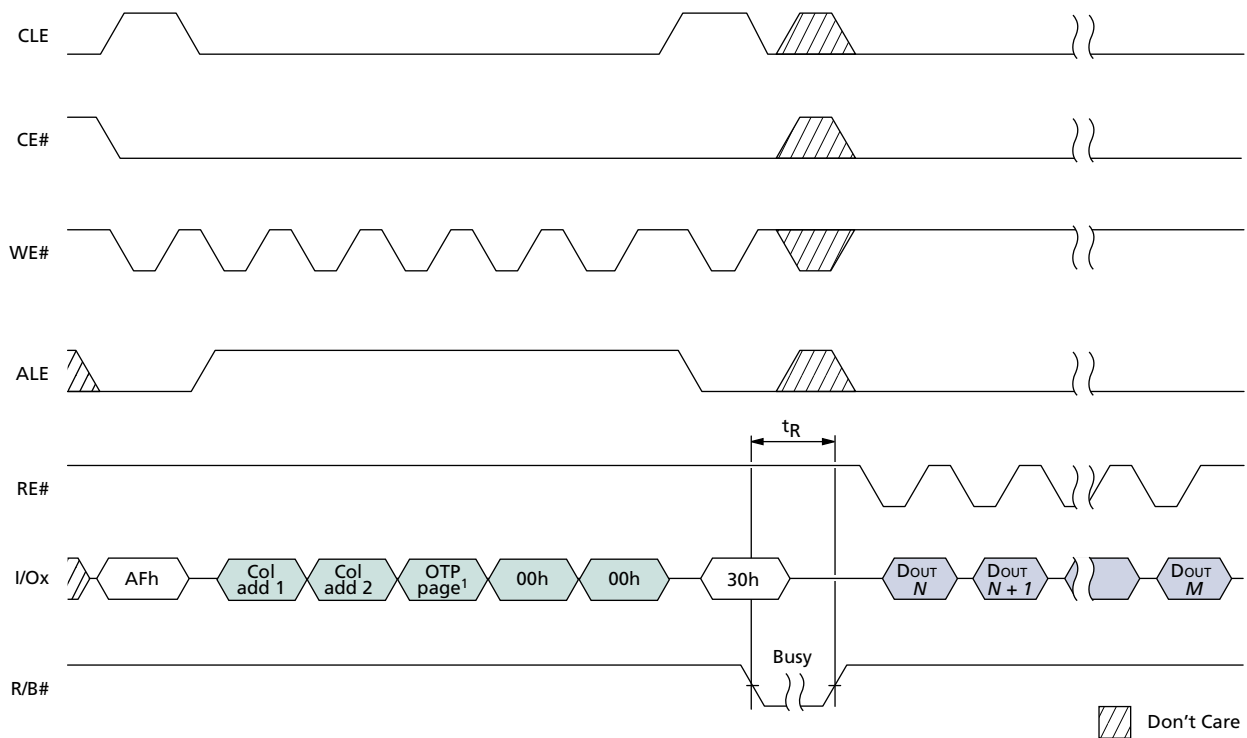 CLE
CE#
WE#
ALE
tR
RE#
I/Ox
AFh
Col
add 1
Col
add 2
OTP
page1
00h
00h
30h
DOUT
N
DOUT
N + 1
DOUT
M
Busy
R/B#
Don't Care